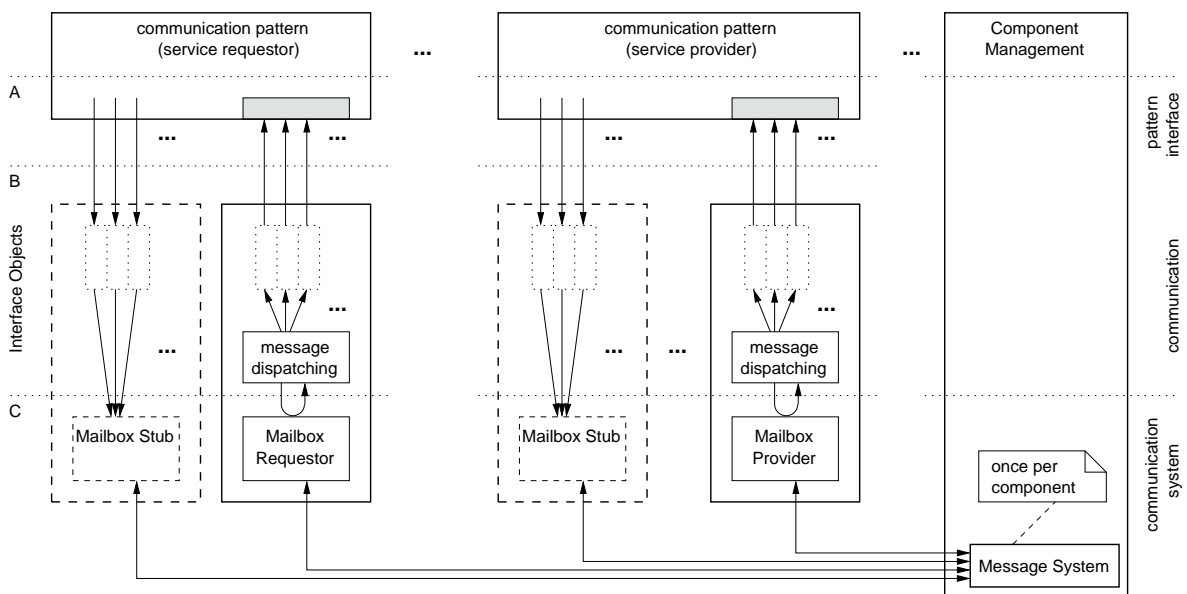 communication pattern
(service requestor)
...
communication pattern
(service provider)
...
Component
Management
A
...
...
...
...
pattern
interface
B
Interface Objects
communication
...
...
...
...
...
message
dispatching
message
dispatching
C
Mailbox Stub
Mailbox
Requestor
Mailbox Stub
Mailbox
Provider
once per
component
communication
system
Message System